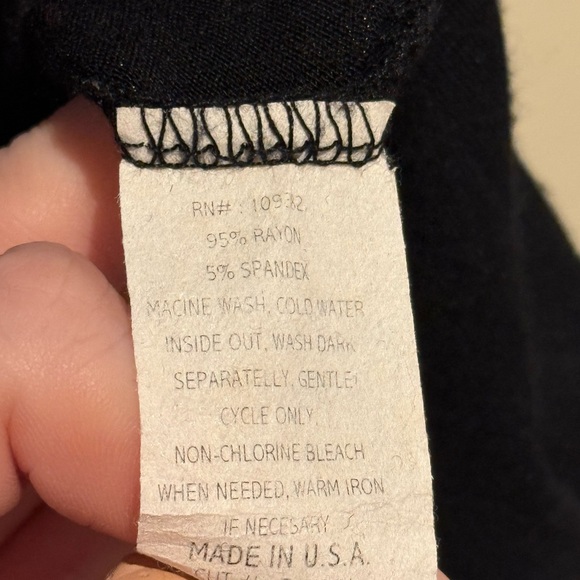 RN# : 10932
95% RAYON
5% SPANDEX
MACINE WASH, COLD WATER
INSIDE OUT, WASH DARK
SEPARATELLY, GENTLE
CYCLE ONLY,
NON-CHLORINE BLEACH
WHEN NEEDED, WARM IRON
IF NECESARY
MADE IN U.S.A.